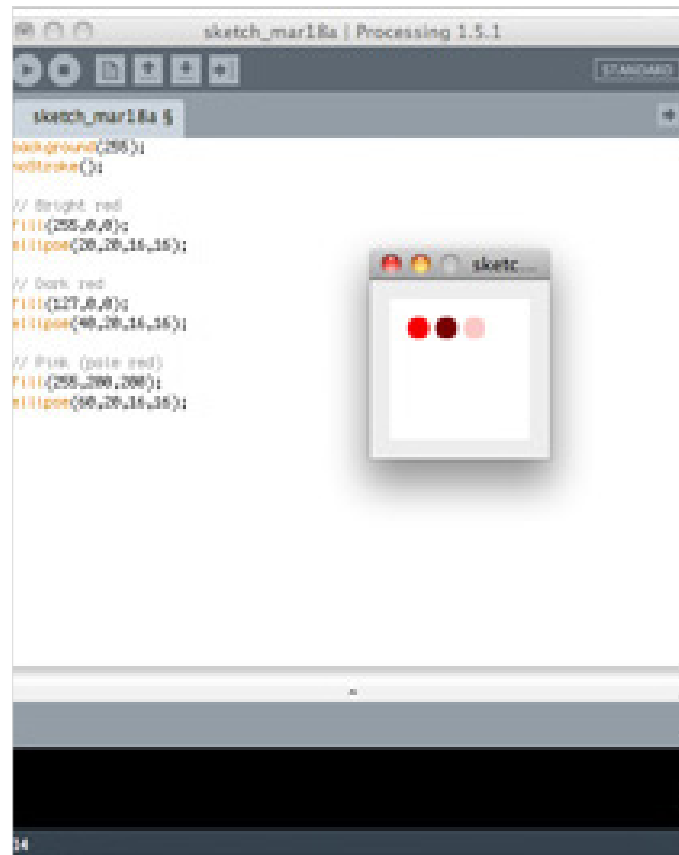 sketch_mar18a | Processing 1.5.1
STANDARD
sketch_mar18a §
background(255);
noStroke();
// Bright red
fill(255,0,0);
ellipse(20,20,16,16);
// Dark red
fill(127,0,0);
ellipse(40,20,16,16);
// Pink (pale red)
fill(255,200,200);
ellipse(60,20,16,16);
sketc...
14